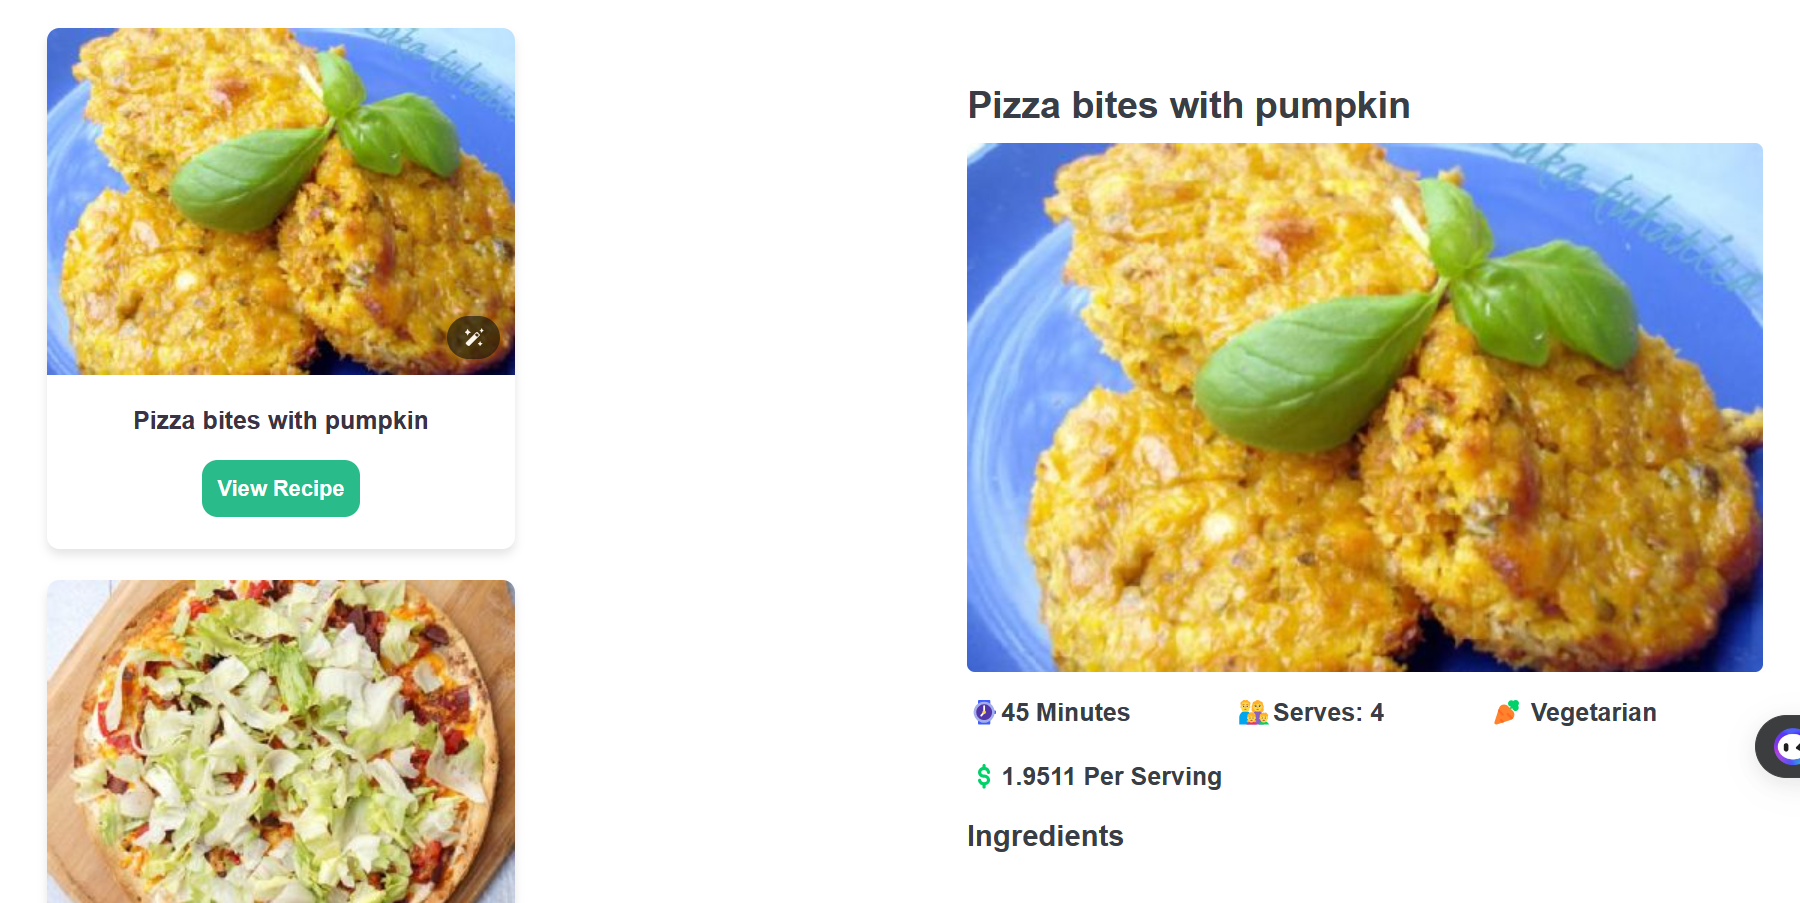 Pizza bites with pumpkin
View Recipe
Pizza bites with pumpkin
45 Minutes
Serves: 4
Vegetarian
$ 1.9511 Per Serving
Ingredients